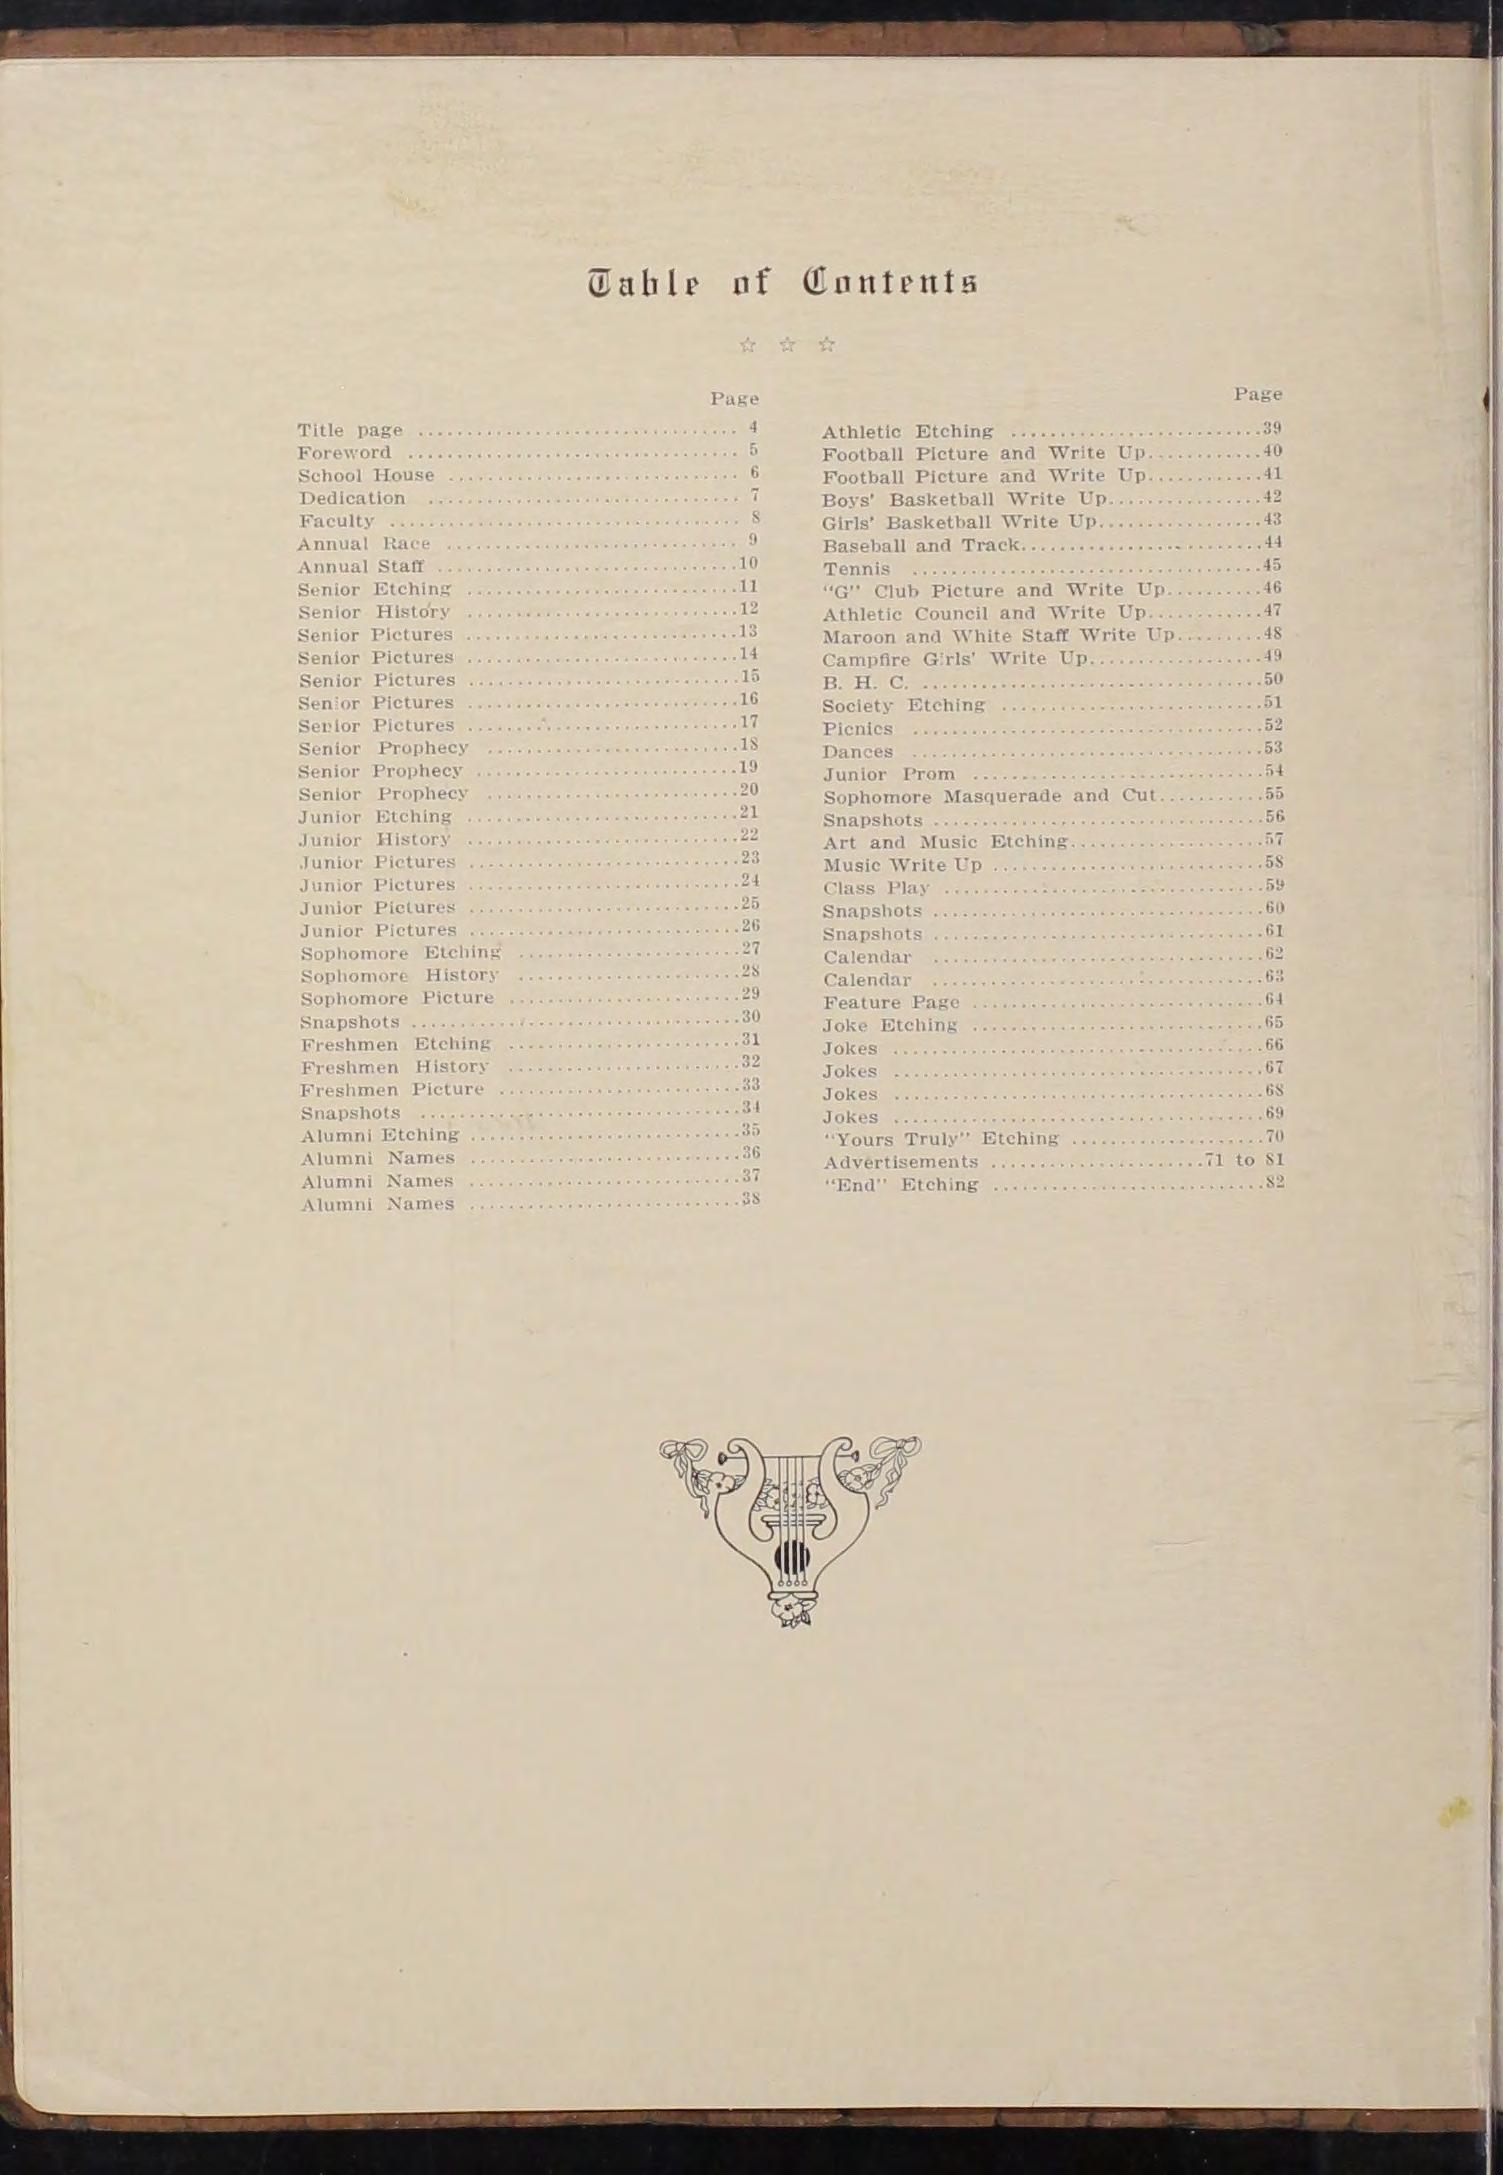 Table of Contents
☆ ☆ ☆
Page
Title page ................................ 4
Foreword ................................. 5
School House ............................. 6
Dedication ............................... 7
Faculty ................................... 8
Annual Race ............................. 9
Annual Staff ..............................10
Senior Etching ...........................11
Senior History ...........................12
Senior Pictures ...........................13
Senior Pictures ...........................14
Senior Pictures ...........................15
Senior Pictures ...........................16
Senior Pictures ...........................17
Senior Prophecy .........................18
Senior Prophecy ..........................19
Senior Prophecy .........................20
Junior Etching ...........................21
Junior History ...........................22
Junior Pictures ...........................23
Junior Pictures ...........................24
Junior Pictures ...........................25
Junior Pictures ...........................26
Sophomore Etching ......................27
Sophomore History ......................28
Sophomore Picture .......................29
Snapshots .................................30
Freshmen Etching .......................31
Freshmen History .......................32
Freshmen Picture ........................33
Snapshots ................................34
Alumni Etching ...........................35
Alumni Names ...........................36
Alumni Names ...........................37
Alumni Names ...........................38
Page
Athletic Etching .........................39
Football Picture and Write Up............40
Football Picture and Write Up............41
Boys' Basketball Write Up................42
Girls' Basketball Write Up.................43
Baseball and Track.........................44
Tennis ...................................45
"G" Club Picture and Write Up..........46
Athletic Council and Write Up............47
Maroon and White Staff Write Up.........48
Campfire Girls' Write Up..................49
B. H. C. ..................................50
Society Etching ..........................51
Picnics ...................................52
Dances ...................................53
Junior Prom .............................54
Sophomore Masquerade and Cut...........55
Snapshots .................................56
Art and Music Etching....................57
Music Write Up ...........................58
Class Play ................................59
Snapshots .................................60
Snapshots .................................61
Calendar .................................62
Calendar .................................63
Feature Page .............................64
Joke Etching .............................65
Jokes .....................................66
Jokes .....................................67
Jokes .....................................68
Jokes .....................................69
"Yours Truly" Etching ....................70
Advertisements ......................71 to 81
"End" Etching ............................82